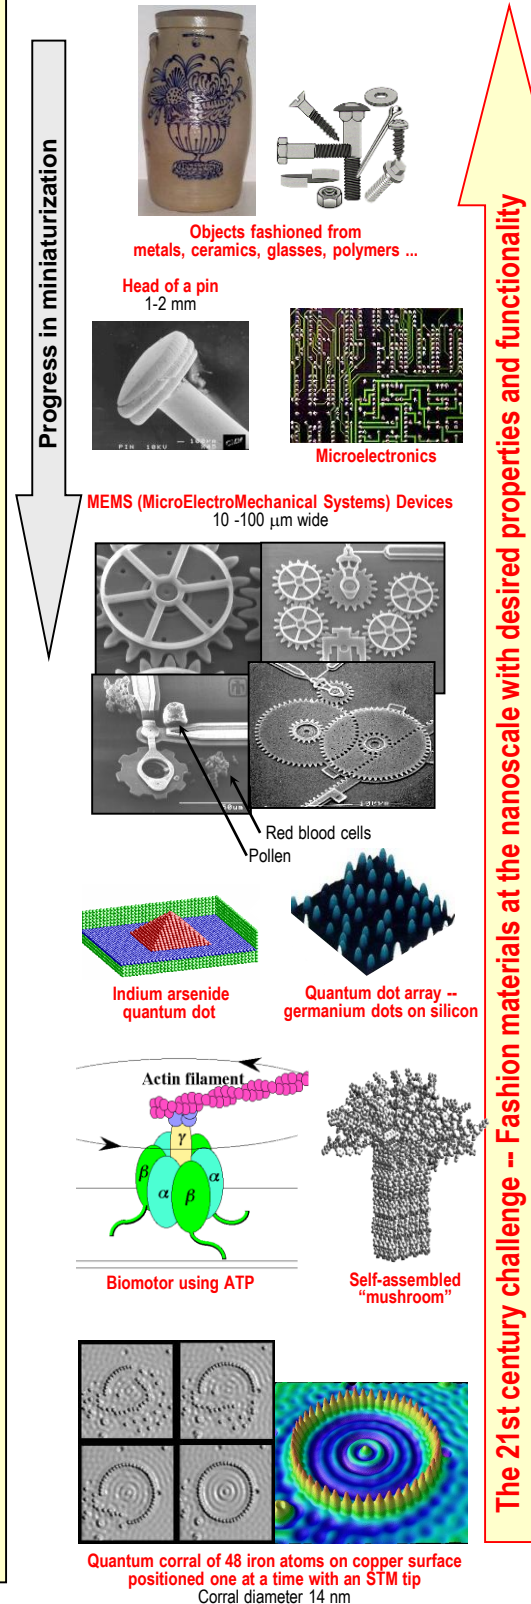 Progress in miniaturization
Objects fashioned from
metals, ceramics, glasses, polymers ...
Head of a pin
1-2 mm
PIN 10KV
Microelectronics
MEMS (MicroElectroMechanical Systems) Devices
10 -100 μm wide
Red blood cells
Pollen
Indium arsenide
quantum dot
Quantum dot array --
germanium dots on silicon
Actin filament
γ
β
α
α
β
Biomotor using ATP
Self-assembled
“mushroom”
Quantum corral of 48 iron atoms on copper surface
positioned one at a time with an STM tip
Corral diameter 14 nm
The 21st century challenge -- Fashion materials at the nanoscale with desired properties and functionality